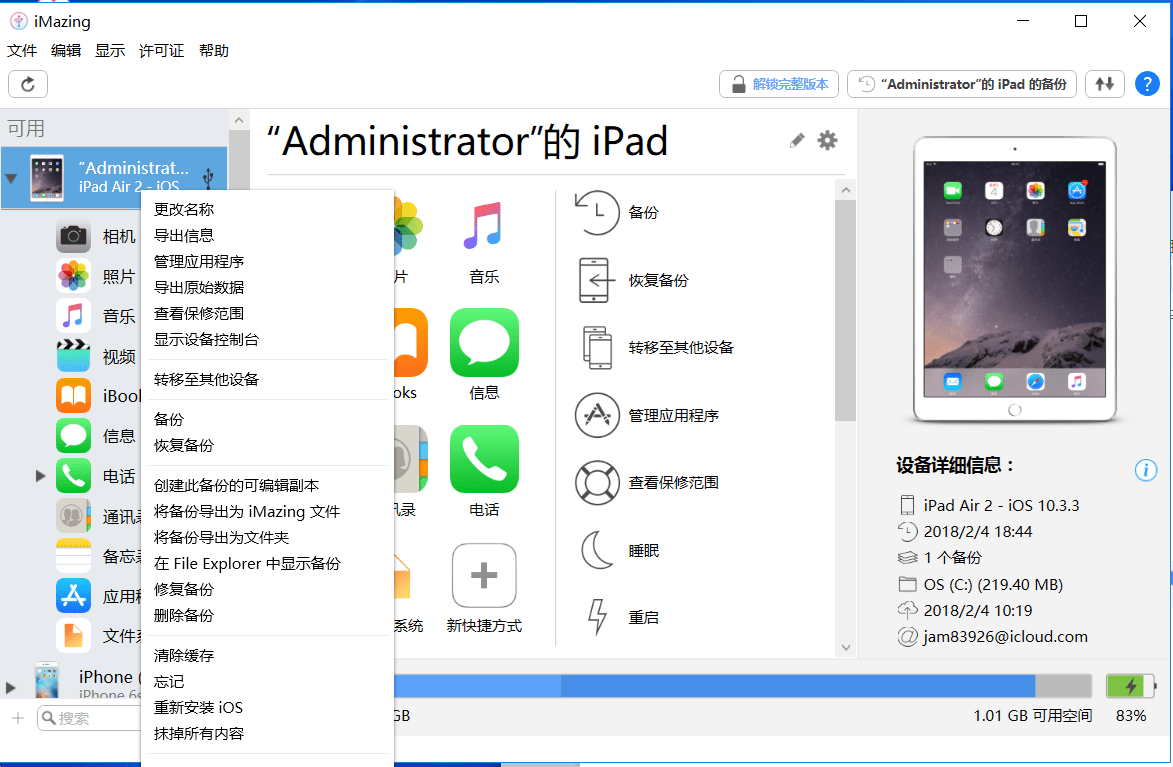 iMazing
文件 编辑 显示 许可证 帮助
解锁完整版本
“Administrator”的 iPad 的备份
?
可用
“Administrat...
iPad Air 2 - iOS
相机
照片
音乐
视频
iBool
信息
电话
通讯录
备忘录
应用程
文件系
iPhone (
iPhone 6s
搜索
更改名称
导出信息
管理应用程序
导出原始数据
查看保修范围
显示设备控制台
转移至其他设备
备份
恢复备份
创建此备份的可编辑副本
将备份导出为 iMazing 文件
将备份导出为文件夹
在 File Explorer 中显示备份
修复备份
删除备份
清除缓存
忘记
重新安装 iOS
抹掉所有内容
“Administrator”的 iPad
片
音乐
oks
信息
讯录
电话
系统
新快捷方式
备份
恢复备份
转移至其他设备
管理应用程序
查看保修范围
睡眠
重启
设备详细信息：
iPad Air 2 - iOS 10.3.3
2018/2/4 18:44
1 个备份
OS (C:) (219.40 MB)
2018/2/4 10:19
jam83926@icloud.com
GB
1.01 GB 可用空间
83%